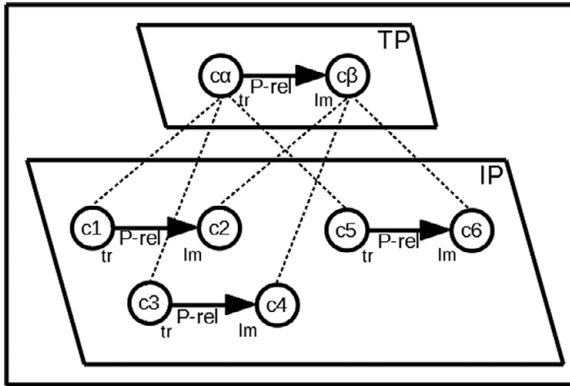 TP
cα P-rel cβ
tr lm
IP
c1 P-rel c2 c5 P-rel c6
tr lm tr lm
c3 P-rel c4
tr lm